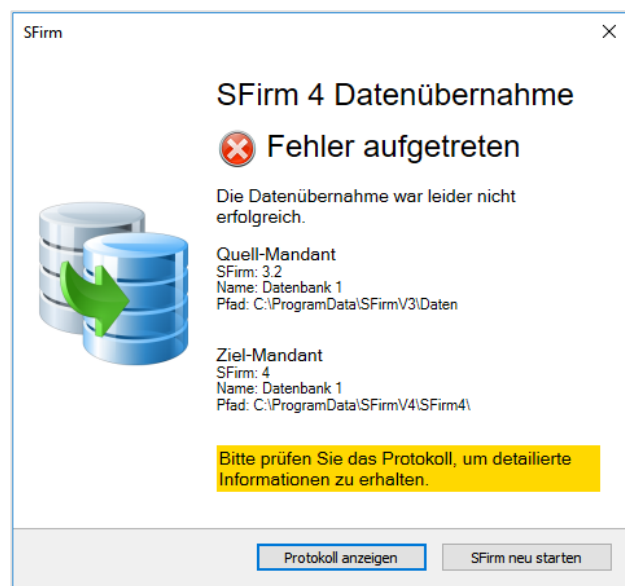 SFirm
SFirm 4 Datenübernahme
Fehler aufgetreten
Die Datenübernahme war leider nicht
erfolgreich.
Quell-Mandant
SFirm: 3.2
Name: Datenbank 1
Pfad: C:\ProgramData\SFirmV3\Daten
Ziel-Mandant
SFirm: 4
Name: Datenbank 1
Pfad: C:\ProgramData\SFirmV4\SFirm4\
Bitte prüfen Sie das Protokoll, um detailierte
Informationen zu erhalten.
Protokoll anzeigen
SFirm neu starten